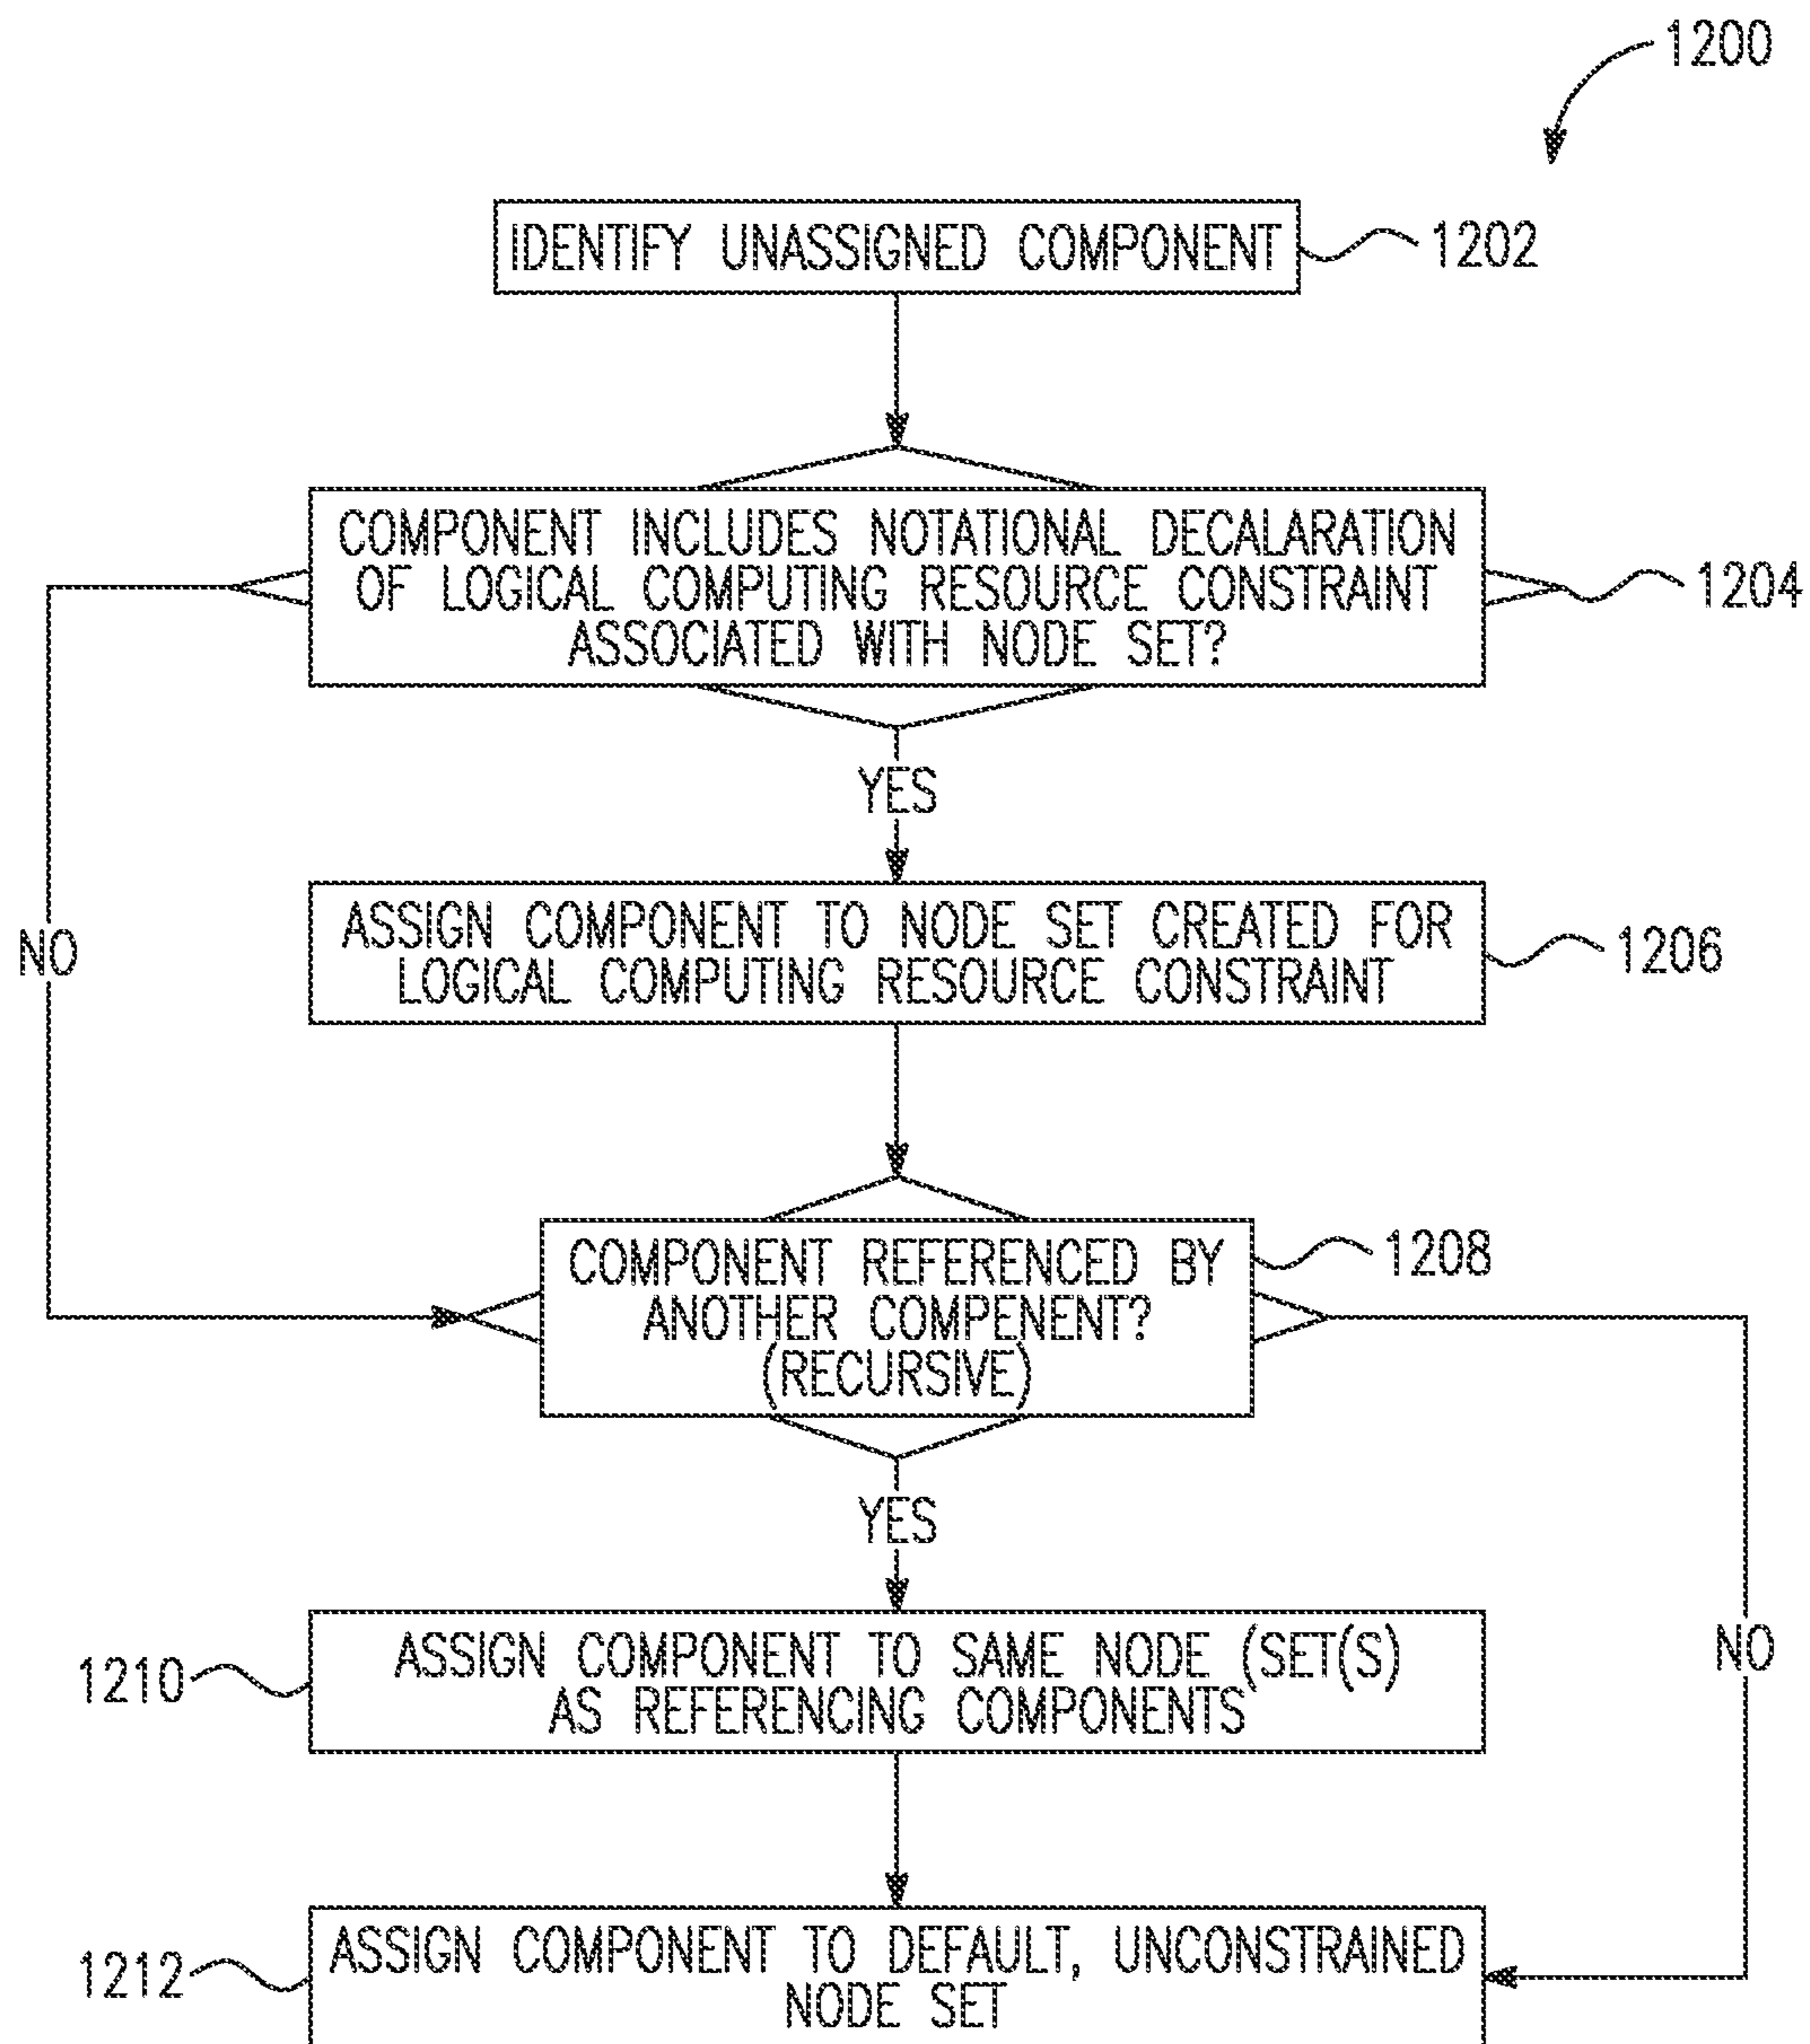 1200
IDENTIFY UNASSIGNED COMPONENT
1202
COMPONENT INCLUDES NOTATIONAL DECALARATION
OF LOGICAL COMPUTING RESOURCE CONSTRAINT
ASSOCIATED WITH NODE SET?
1204
YES
ASSIGN COMPONENT TO NODE SET CREATED FOR
LOGICAL COMPUTING RESOURCE CONSTRAINT
1206
NO
COMPONENT REFERENCED BY
ANOTHER COMPENENT?
(RECURSIVE)
1208
YES
1210
ASSIGN COMPONENT TO SAME NODE (SET(S)
AS REFERENCING COMPONENTS
NO
1212
ASSIGN COMPONENT TO DEFAULT, UNCONSTRAINED
NODE SET